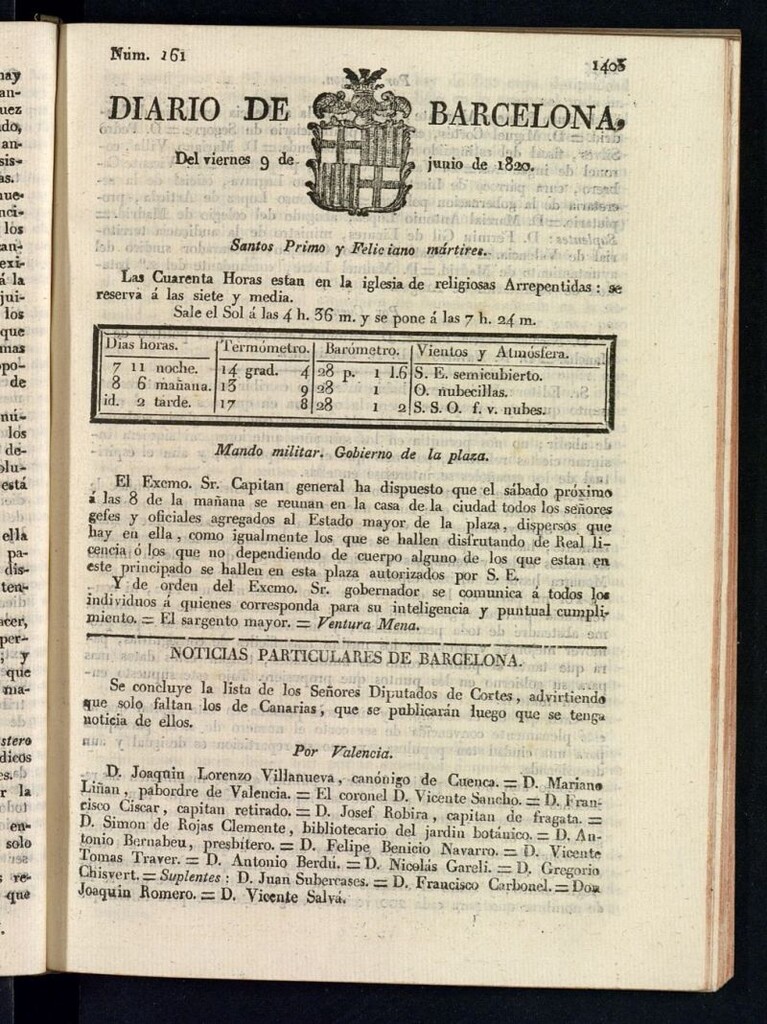 Núm. 161
1403
DIARIO DE BARCELONA,
Del viernes 9 de junio de 1820.
Santos Primo y Feliciano mártires.
Las Cuarenta Horas estan en la iglesia de religiosas Arrepentidas : se
reserva á las siete y media.
Sale el Sol á las 4 h. 36 m. y se pone á las 7 h. 24 m.
Dias horas. Termómetro. Barómetro. Vientos y Atmósfera.
7 11 noche. 14 grad. 4 28 p. 1 l.6 S. E. semicubierto.
8 6 mañana. 13 9 28 1 O. nubecillas.
id. 2 tarde. 17 8 28 1 2 S. S. O. f. v. nubes.
Mando militar. Gobierno de la plaza.
El Excmo. Sr. Capitan general ha dispuesto que el sábado próximo
á las 8 de la mañana se reunan en la casa de la ciudad todos los señores
gefes y oficiales agregados al Estado mayor de la plaza, dispersos que
hay en ella, como igualmente los que se hallen disfrutando de Real li-
cencia ó los que no dependiendo de cuerpo alguno de los que estan en
este principado se hallen en esta plaza autorizados por S. E.
Y de orden del Excmo. Sr. gobernador se comunica á todos los
individuos á quienes corresponda para su inteligencia y puntual cumpli-
miento. = El sargento mayor. = Ventura Mena.
NOTICIAS PARTICULARES DE BARCELONA.
Se concluye la lista de los Señores Diputados de Cortes, advirtiendo
que solo faltan los de Canarias, que se publicarán luego que se tenga
noticia de ellos.
Por Valencia.
D. Joaquin Lorenzo Villanueva, canónigo de Cuenca. = D. Mariano
Liñan, pabordre de Valencia. = El coronel D. Vicente Sancho. = D. Fran-
cisco Ciscar, capitan retirado. = D. Josef Robira, capitan de fragata. =
D. Simon de Rojas Clemente, bibliotecario del jardin botánico. = D. An-
tonio Bernabeu, presbítero. = D. Felipe Benicio Navarro. = D. Vicente
Tomas Traver. = D. Antonio Berdú. = D. Nicolás Gareli. = D. Gregorio
Chisvert. = Suplentes : D. Juan Subercases. = D. Francisco Carbonel. = Don
Joaquin Romero. = D. Vicente Salvá.